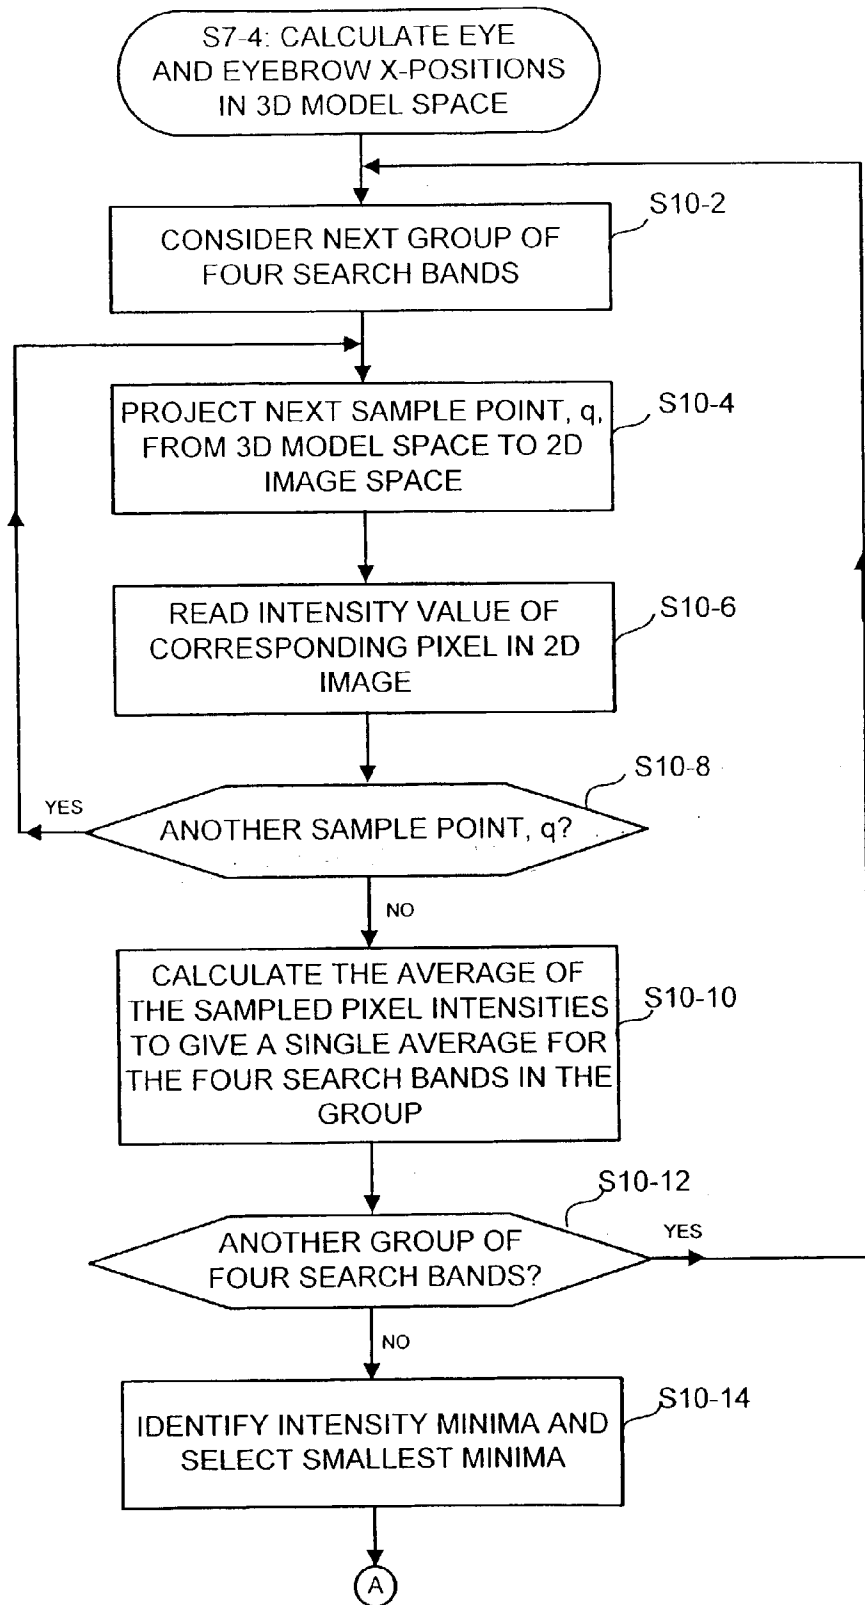 S7-4: CALCULATE EYE
AND EYEBROW X-POSITIONS
IN 3D MODEL SPACE
S10-2
CONSIDER NEXT GROUP OF
FOUR SEARCH BANDS
S10-4
PROJECT NEXT SAMPLE POINT, q,
FROM 3D MODEL SPACE TO 2D
IMAGE SPACE
S10-6
READ INTENSITY VALUE OF
CORRESPONDING PIXEL IN 2D
IMAGE
S10-8
YES
ANOTHER SAMPLE POINT, q?
NO
CALCULATE THE AVERAGE OF
THE SAMPLED PIXEL INTENSITIES
TO GIVE A SINGLE AVERAGE FOR
THE FOUR SEARCH BANDS IN THE
GROUP
S10-10
S10-12
ANOTHER GROUP OF
FOUR SEARCH BANDS?
YES
NO
S10-14
IDENTIFY INTENSITY MINIMA AND
SELECT SMALLEST MINIMA
A